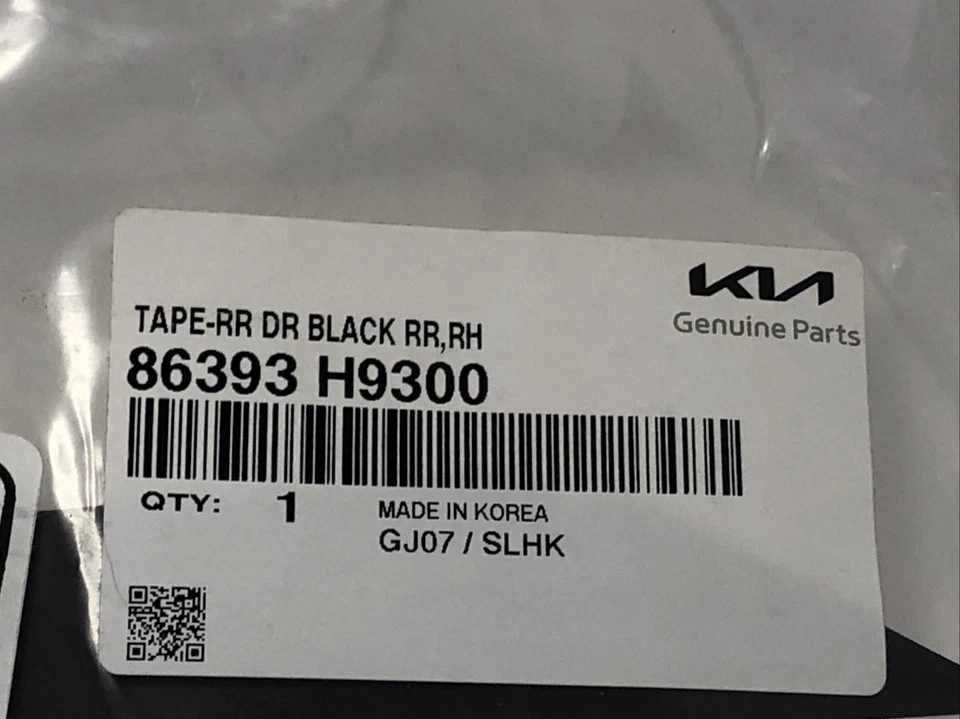 KIA
Genuine Parts
TAPE-RR DR BLACK RR,RH
86393 H9300
QTY: 1
MADE IN KOREA
GJ07 / SLHK